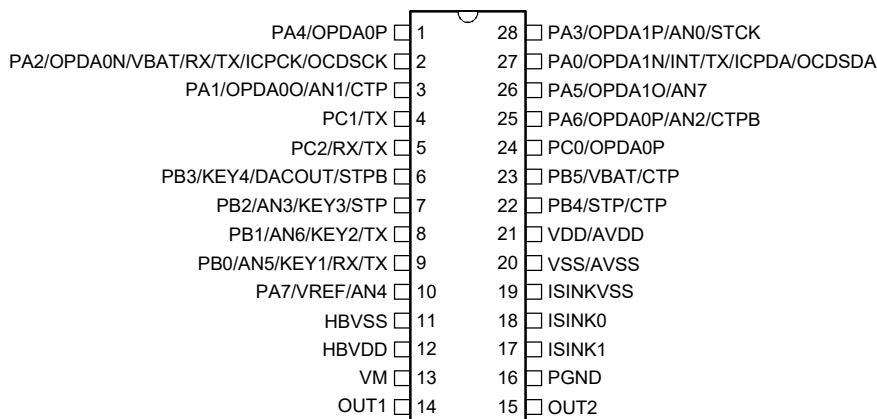 PA4/OPDA0P 1 28 PA3/OPDA1P/AN0/STCK
PA2/OPDA0N/VBAT/RX/TX/ICPCK/OCDSCK 2 27 PA0/OPDA1N/INT/TX/ICPDA/OCDSDA
PA1/OPDA0O/AN1/CTP 3 26 PA5/OPDA1O/AN7
PC1/TX 4 25 PA6/OPDA0P/AN2/CTPB
PC2/RX/TX 5 24 PC0/OPDA0P
PB3/KEY4/DACOUT/STPB 6 23 PB5/VBAT/CTP
PB2/AN3/KEY3/STP 7 22 PB4/STP/CTP
PB1/AN6/KEY2/TX 8 21 VDD/AVDD
PB0/AN5/KEY1/RX/TX 9 20 VSS/AVSS
PA7/VREF/AN4 10 19 ISINKVSS
HBVSS 11 18 ISINK0
HBVDD 12 17 ISINK1
VM 13 16 PGND
OUT1 14 15 OUT2